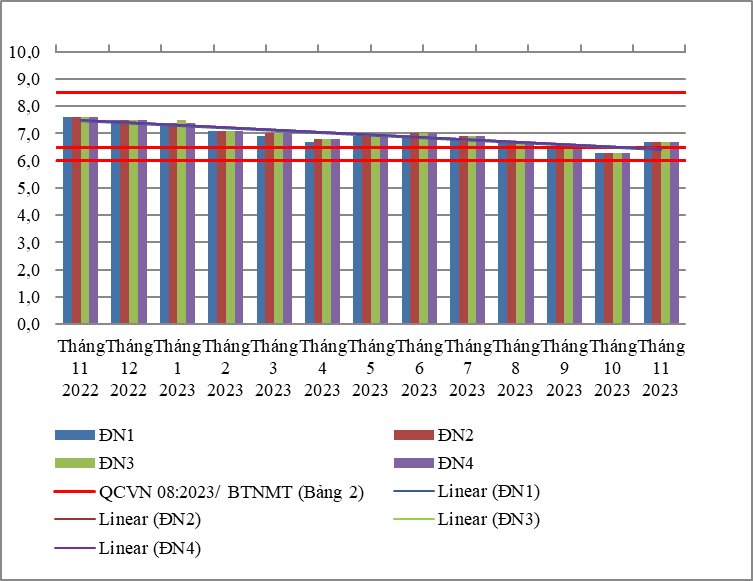 10,0
9,0
8,0
7,0
6,0
5,0
4,0
3,0
2,0
1,0
0,0
Tháng Tháng Tháng Tháng Tháng Tháng Tháng Tháng Tháng Tháng Tháng Tháng Tháng
11 12 1 2 3 4 5 6 7 8 9 10 11
2022 2022 2023 2023 2023 2023 2023 2023 2023 2023 2023 2023 2023
ĐN1 ĐN2
ĐN3 ĐN4
QCVN 08:2023/ BTNMT (Bảng 2) Linear (ĐN1)
Linear (ĐN2) Linear (ĐN3)
Linear (ĐN4)